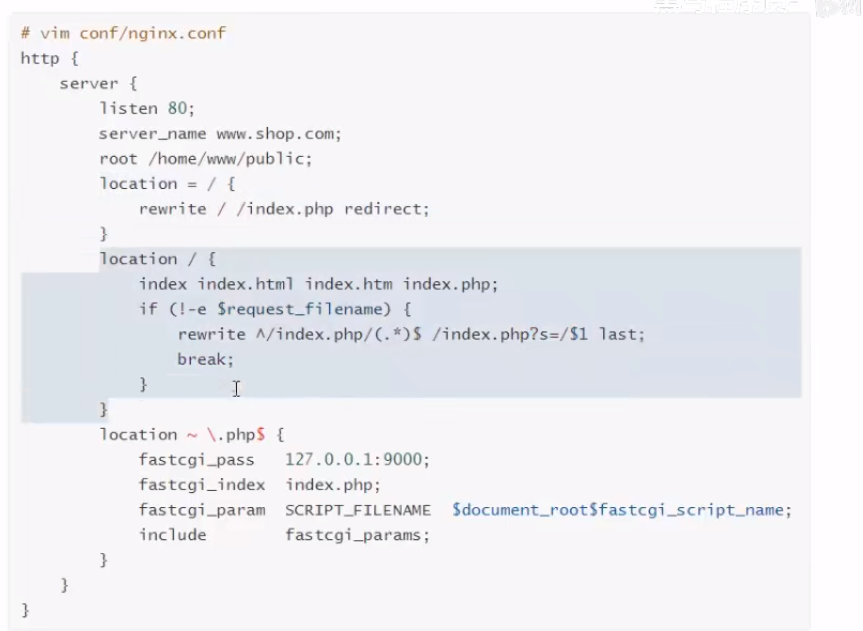 # vim conf/nginx.conf
http {
    server {
        listen 80;
        server_name www.shop.com;
        root /home/www/public;
        location = / {
            rewrite / /index.php redirect;
        }
        location / {
            index index.html index.htm index.php;
            if (!-e $request_filename) {
                rewrite ^/index.php/(.*)$ /index.php?s=/$1 last;
                break;
            }
        }
        location ~ \.php$ {
            fastcgi_pass   127.0.0.1:9000;
            fastcgi_index  index.php;
            fastcgi_param  SCRIPT_FILENAME  $document_root$fastcgi_script_name;
            include        fastcgi_params;
        }
    }
}